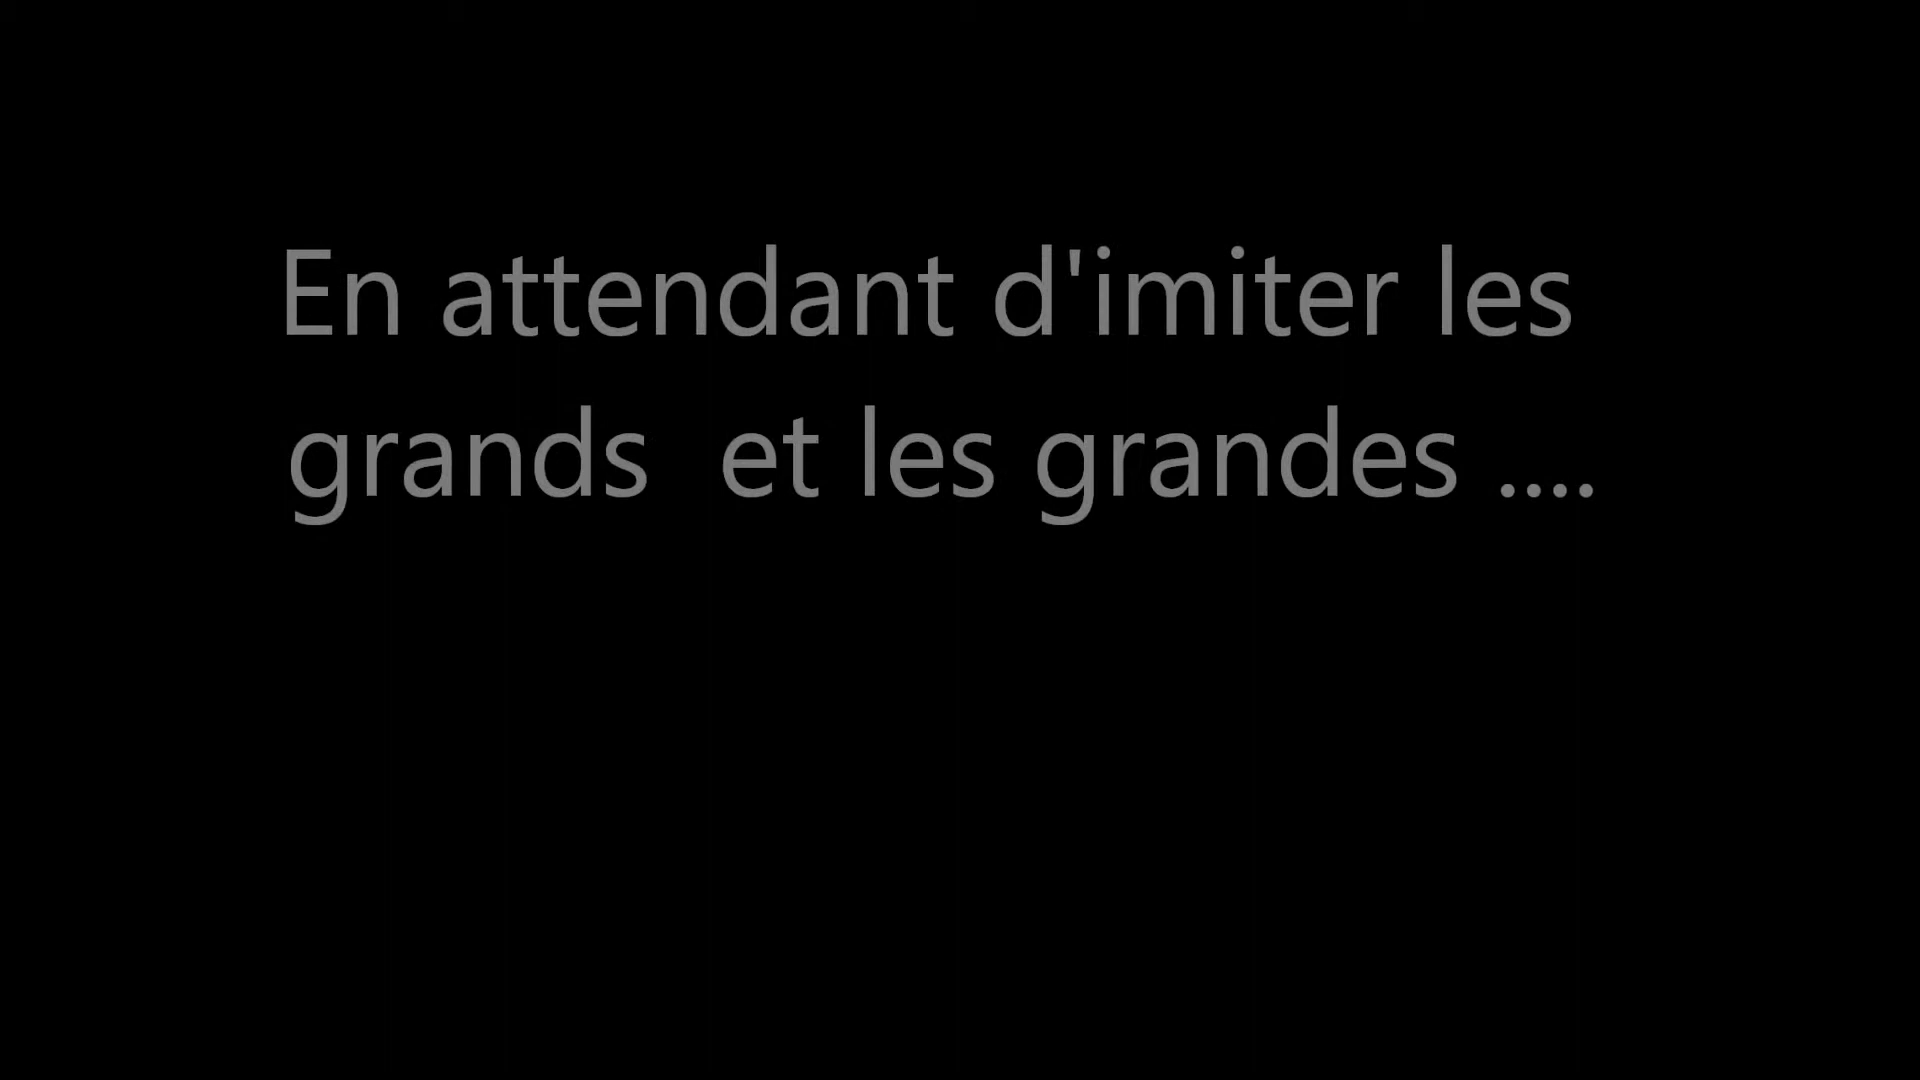 En attendant d'imiter les
grands  et les grandes ....